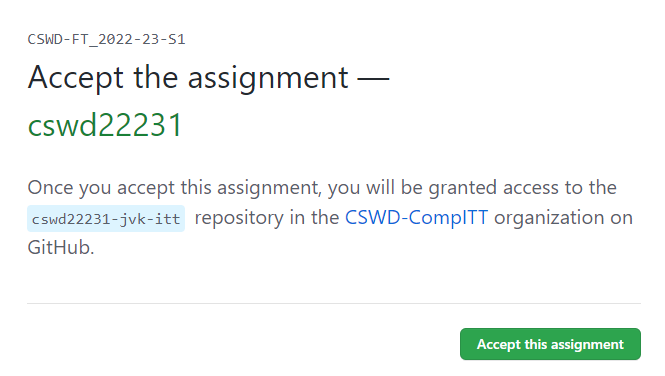 CSWD-FT_2022-23-S1
Accept the assignment —
cswd22231
Once you accept this assignment, you will be granted access to the
cswd22231-jvk-itt repository in the CSWD-CompITT organization on
GitHub.
Accept this assignment